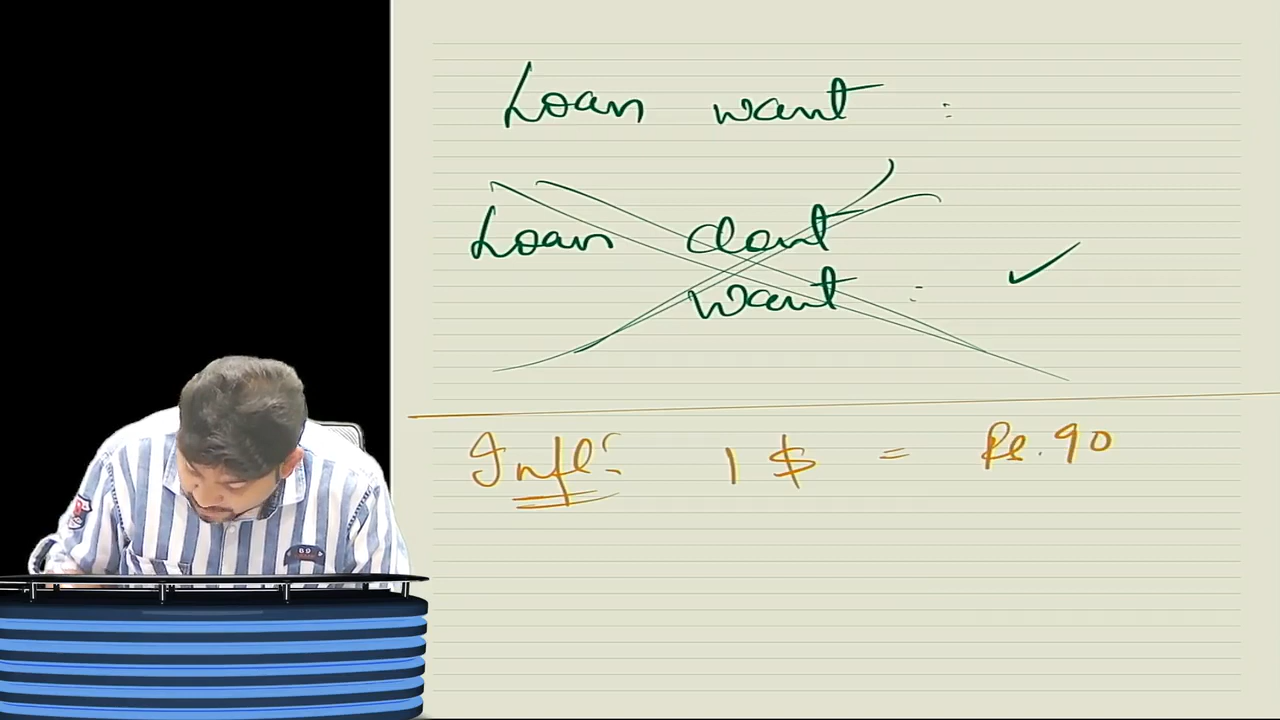 Loan want :
Loan dont
want : ✓
Infl: 1 $ = Re. 90